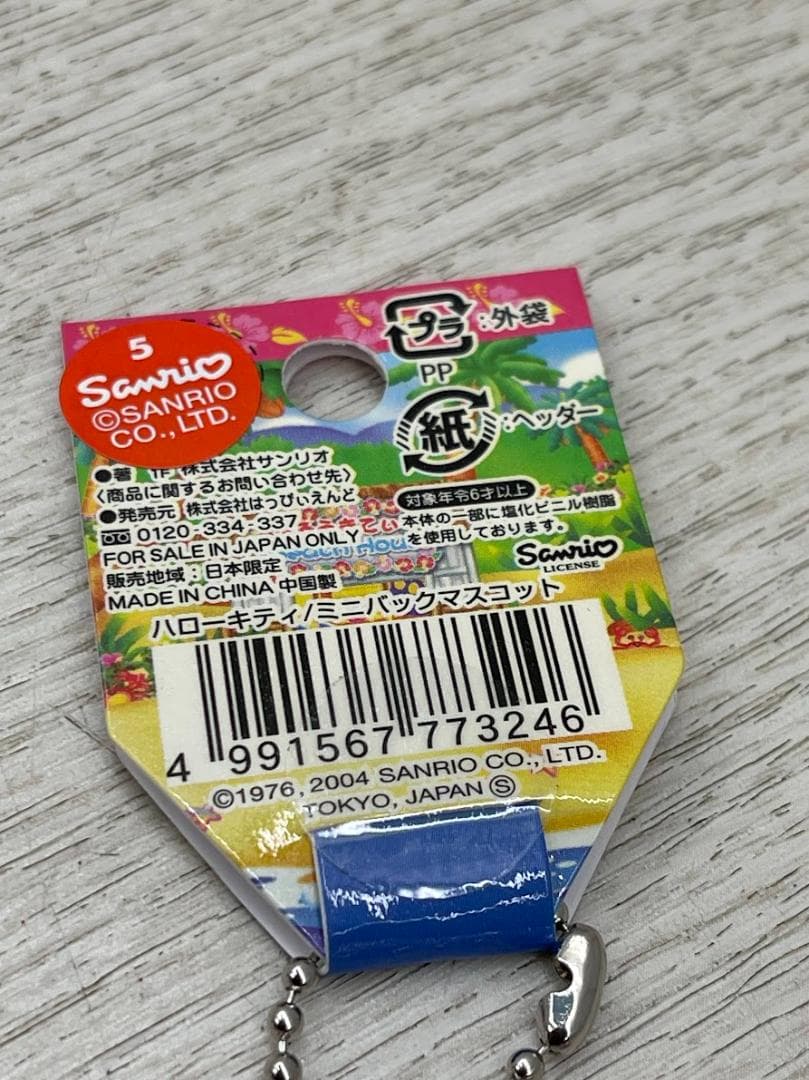 5
Sanrio
©SANRIO
CO.,LTD.
プラ :外袋
PP
紙 :ヘッダー
●著 作 株式会社サンリオ
〈商品に関するお問い合わせ先〉
●発売元 株式会社はっぴぃえんど
0120-334-337
FOR SALE IN JAPAN ONLY
販売地域:日本限定
MADE IN CHINA 中国製
対象年令6才以上
本体の一部に塩化ビニル樹脂
を使用しております。
Sanrio
LICENSE
ハローキティ/ミニバックマスコット
4 991567 773246
©1976, 2004 SANRIO CO., LTD.
TOKYO, JAPAN Ⓢ